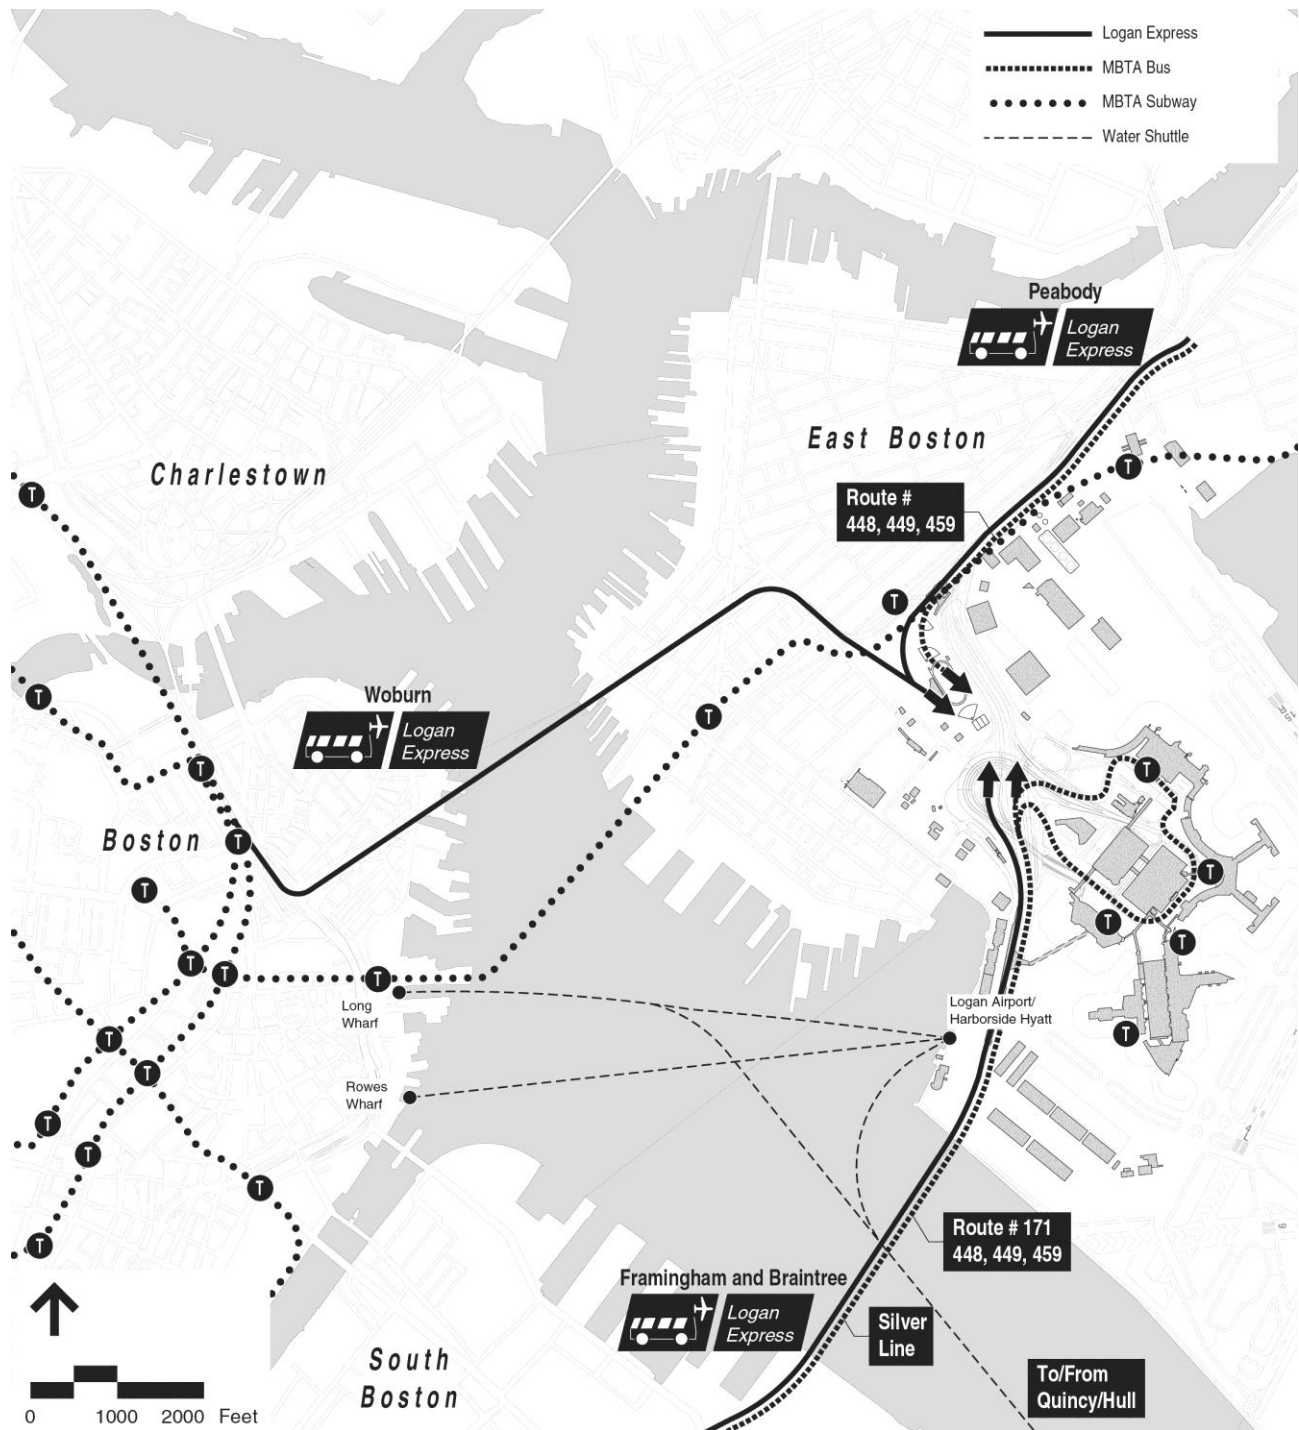 Logan Express
MBTA Bus
MBTA Subway
Water Shuttle
Peabody
Logan
Express
East Boston
Charlestown
T
T
Route #
448, 449, 459
T
T
Woburn
Logan
Express
T
T
T
Boston
T
T
T
T
T
T
T
T
T
Long
Wharf
Logan Airport/
Harborside Hyatt
T
T
T
Rowes
Wharf
T
T
T
Route # 171
448, 449, 459
T
Framingham and Braintree
Logan
Express
Silver
Line
South
Boston
To/From
Quincy/Hull
0 1000 2000 Feet